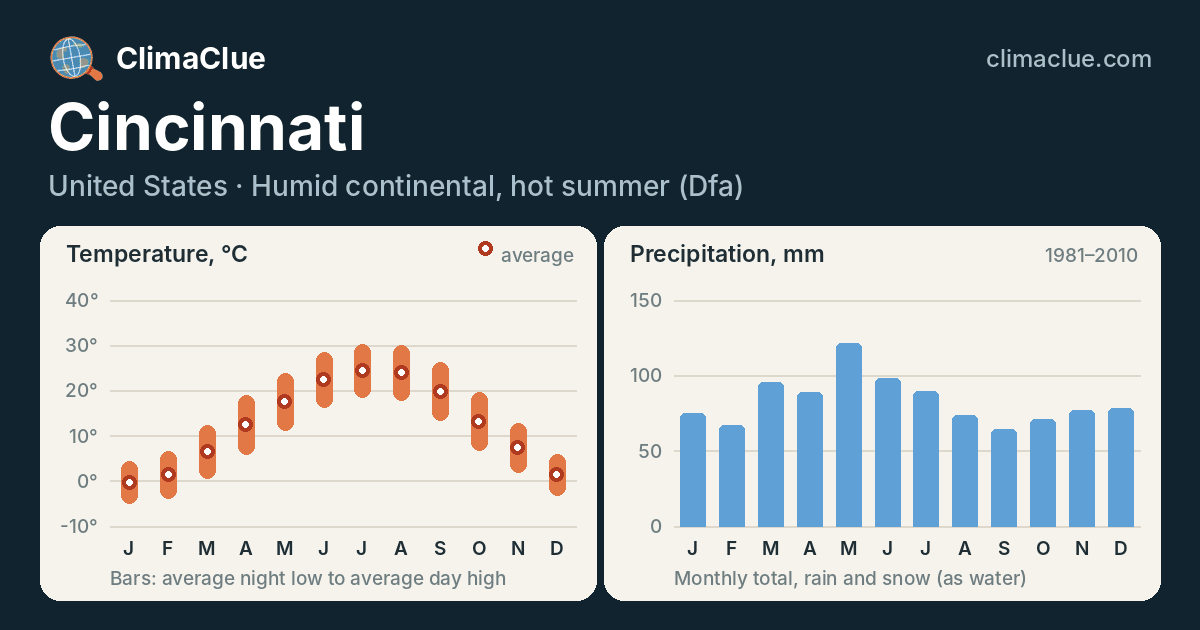 ClimaClue
climaclue.com
Cincinnati
United States · Humid continental, hot summer (Dfa)
Temperature, °C
average
40°
30°
20°
10°
0°
-10°
J F M A M J J A S O N D
Bars: average night low to average day high
Precipitation, mm
1981–2010
150
100
50
0
J F M A M J J A S O N D
Monthly total, rain and snow (as water)